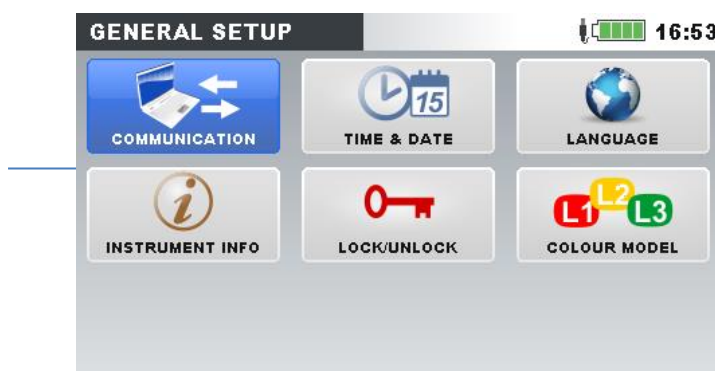 GENERAL SETUP 16:53
15
COMMUNICATION TIME & DATE LANGUAGE
i L1 L2 L3
INSTRUMENT INFO LOCK/UNLOCK COLOUR MODEL